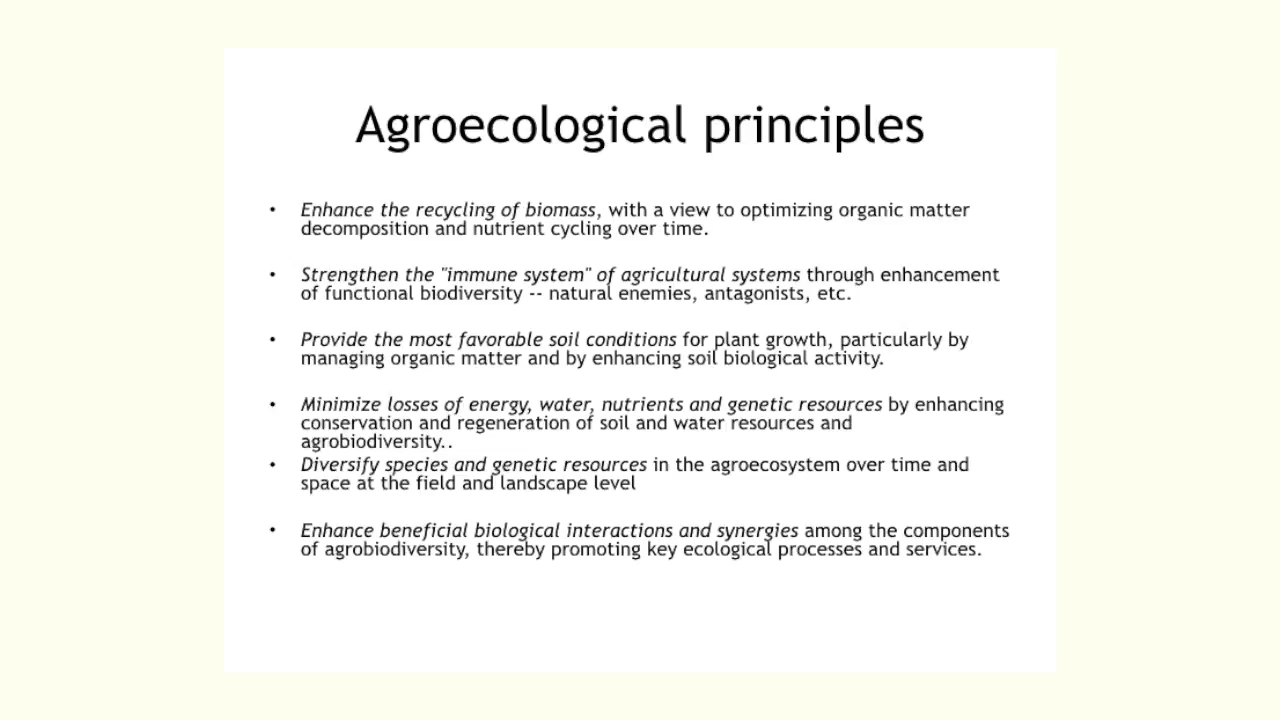 Agroecological principles
• Enhance the recycling of biomass, with a view to optimizing organic matter
decomposition and nutrient cycling over time.
• Strengthen the "immune system" of agricultural systems through enhancement
of functional biodiversity -- natural enemies, antagonists, etc.
• Provide the most favorable soil conditions for plant growth, particularly by
managing organic matter and by enhancing soil biological activity.
• Minimize losses of energy, water, nutrients and genetic resources by enhancing
conservation and regeneration of soil and water resources and
agrobiodiversity..
• Diversify species and genetic resources in the agroecosystem over time and
space at the field and landscape level
• Enhance beneficial biological interactions and synergies among the components
of agrobiodiversity, thereby promoting key ecological processes and services.